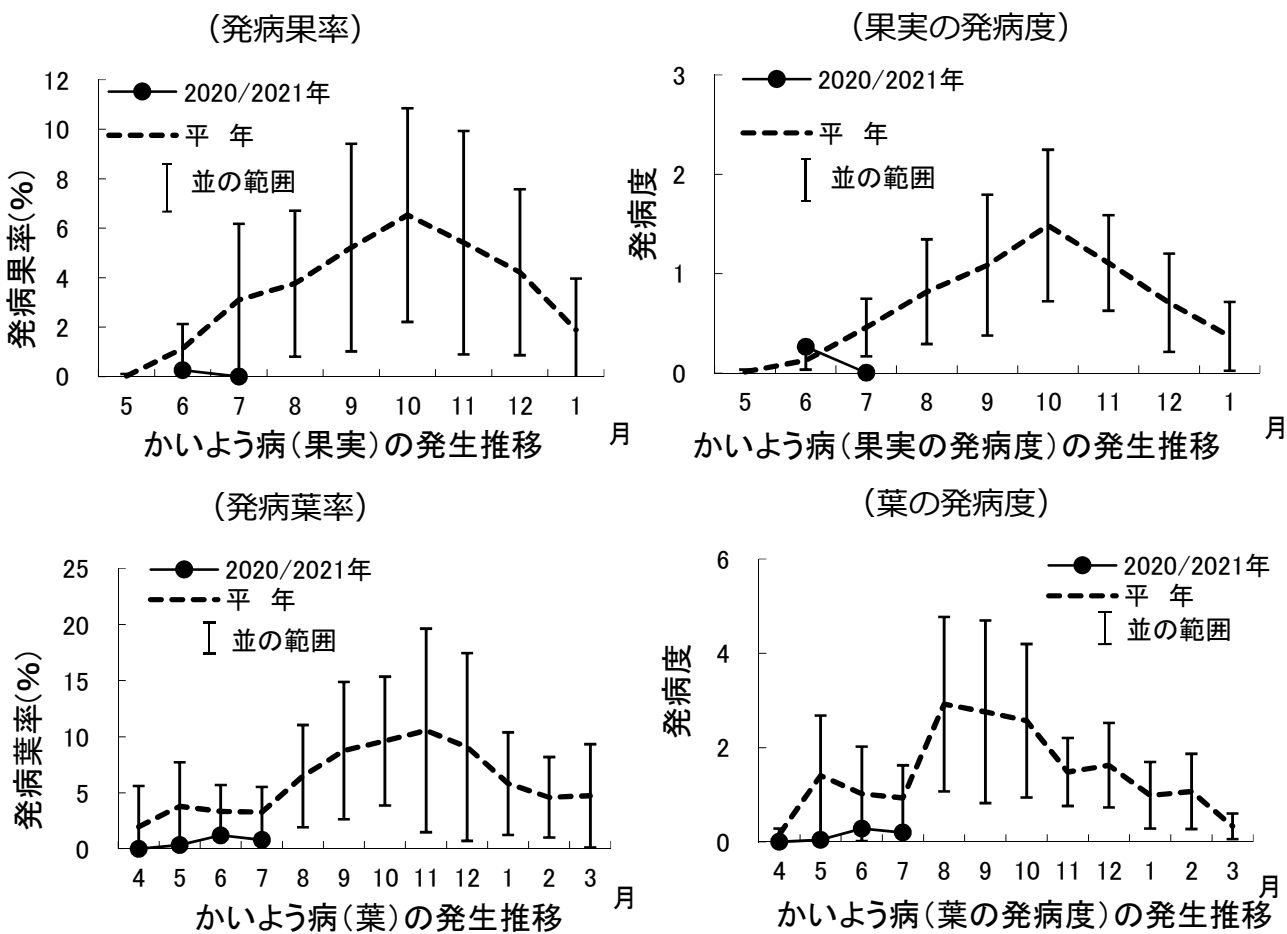 (発病果率)
12
10
8
6
4
2
0
発病果率(%)
2020/2021年
平 年
並の範囲
5 6 7 8 9 10 11 12 1
月
かいよう病(果実)の発生推移
(果実の発病度)
3
2
1
0
発病度
2020/2021年
平 年
並の範囲
5 6 7 8 9 10 11 12 1
月
かいよう病(果実の発病度)の発生推移
(発病葉率)
25
20
15
10
5
0
発病葉率(%)
2020/2021年
平 年
並の範囲
4 5 6 7 8 9 10 11 12 1 2 3
月
かいよう病(葉)の発生推移
(葉の発病度)
6
4
2
0
発病度
2020/2021年
平 年
並の範囲
4 5 6 7 8 9 10 11 12 1 2 3
月
かいよう病(葉の発病度)の発生推移